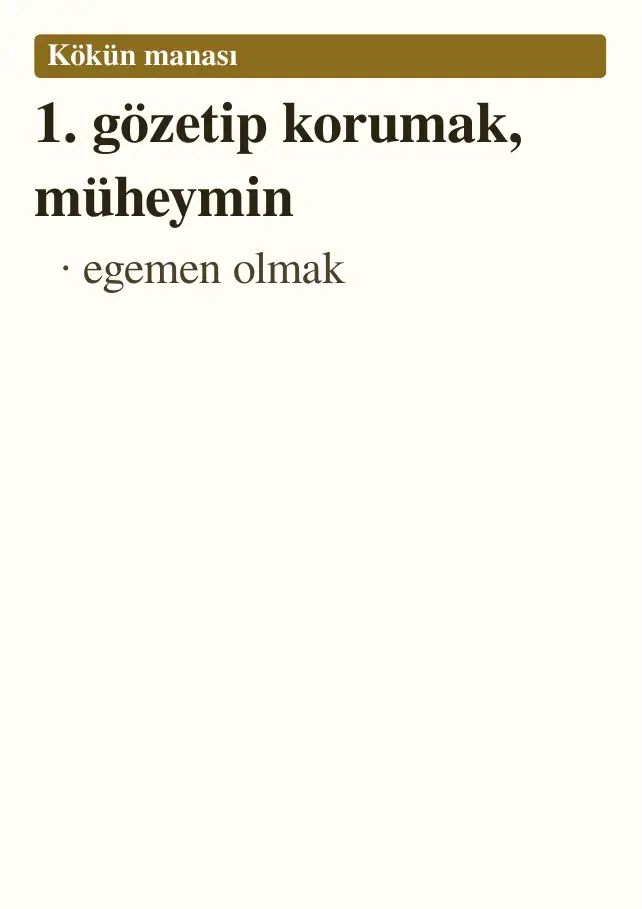 Kökün manası
1. gözetip korumak,
müheymin
· egemen olmak